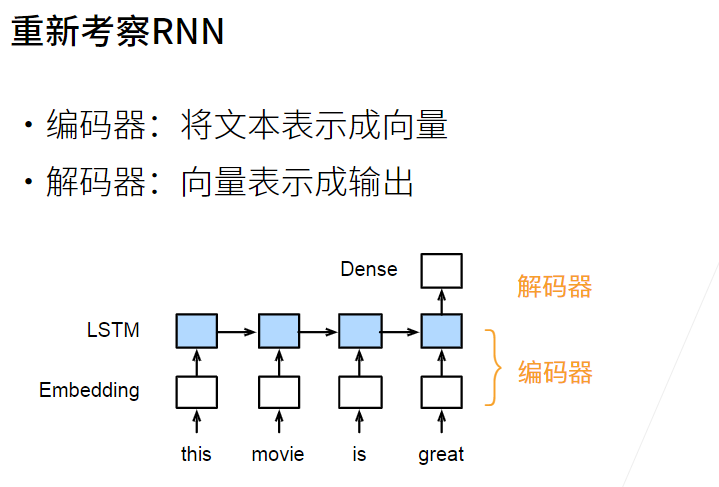 重新考察RNN
• 编码器：将文本表示成向量
• 解码器：向量表示成输出
Dense
解码器
LSTM
编码器
Embedding
this movie is great